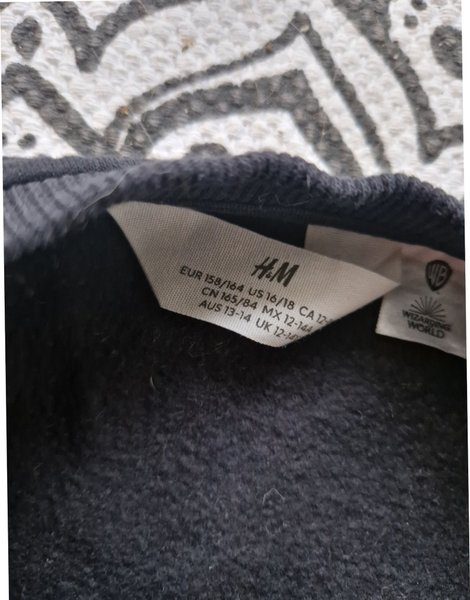 H&M
EUR 158/164 US 16/18 CA
CN 165/84 MX 12-14A
AUS 13-14 UK
WB
WIZARDING
WORLD